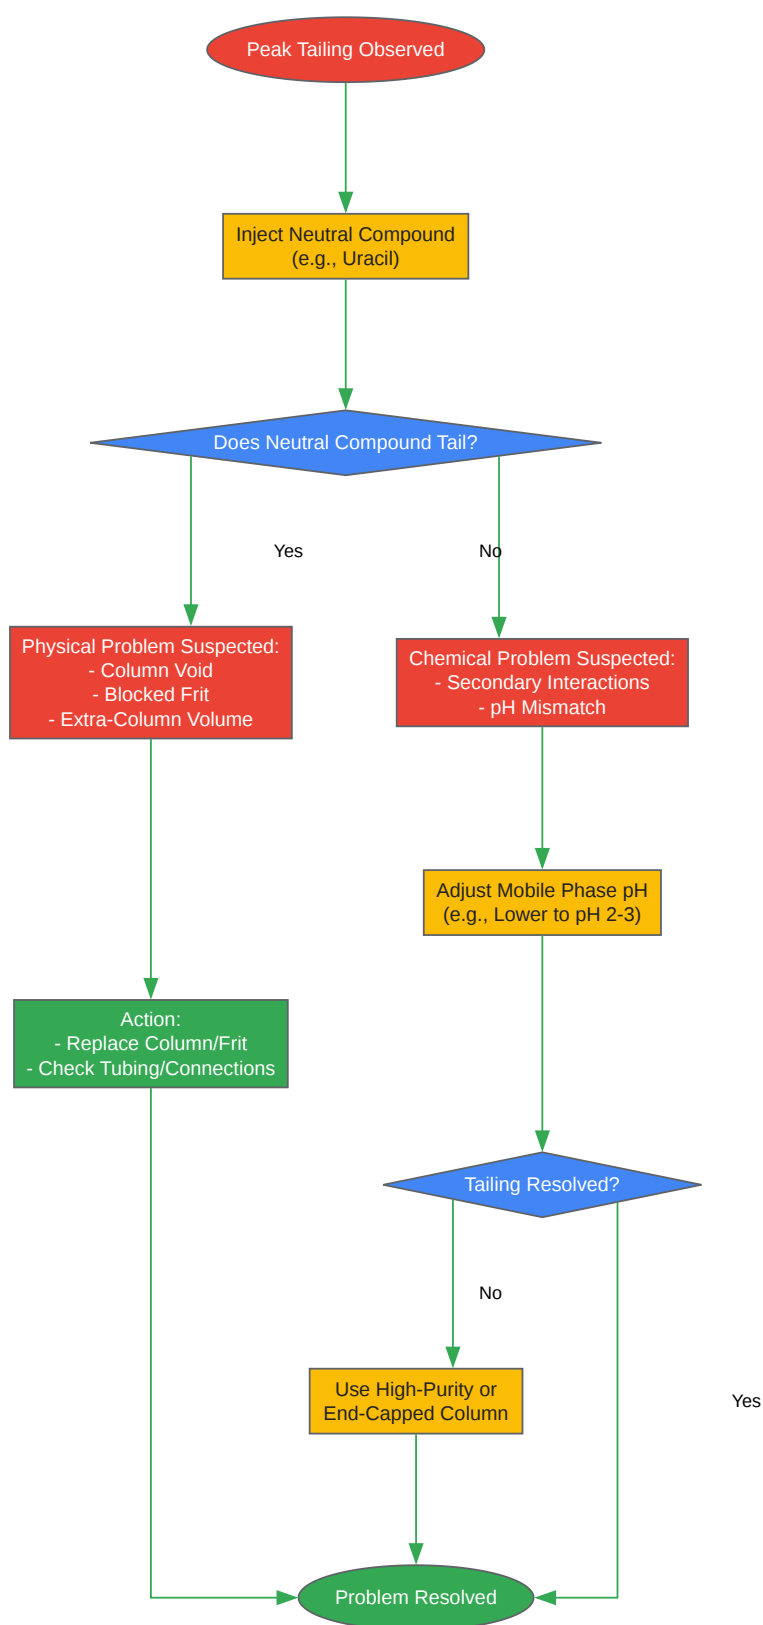 Peak Tailing Observed
Inject Neutral Compound
(e.g., Uracil)
Does Neutral Compound Tail?
Yes
No
Physical Problem Suspected:
- Column Void
- Blocked Frit
- Extra-Column Volume
Chemical Problem Suspected:
- Secondary Interactions
- pH Mismatch
Adjust Mobile Phase pH
(e.g., Lower to pH 2-3)
Action:
- Replace Column/Frit
- Check Tubing/Connections
Tailing Resolved?
No
Use High-Purity or
End-Capped Column
Yes
Problem Resolved